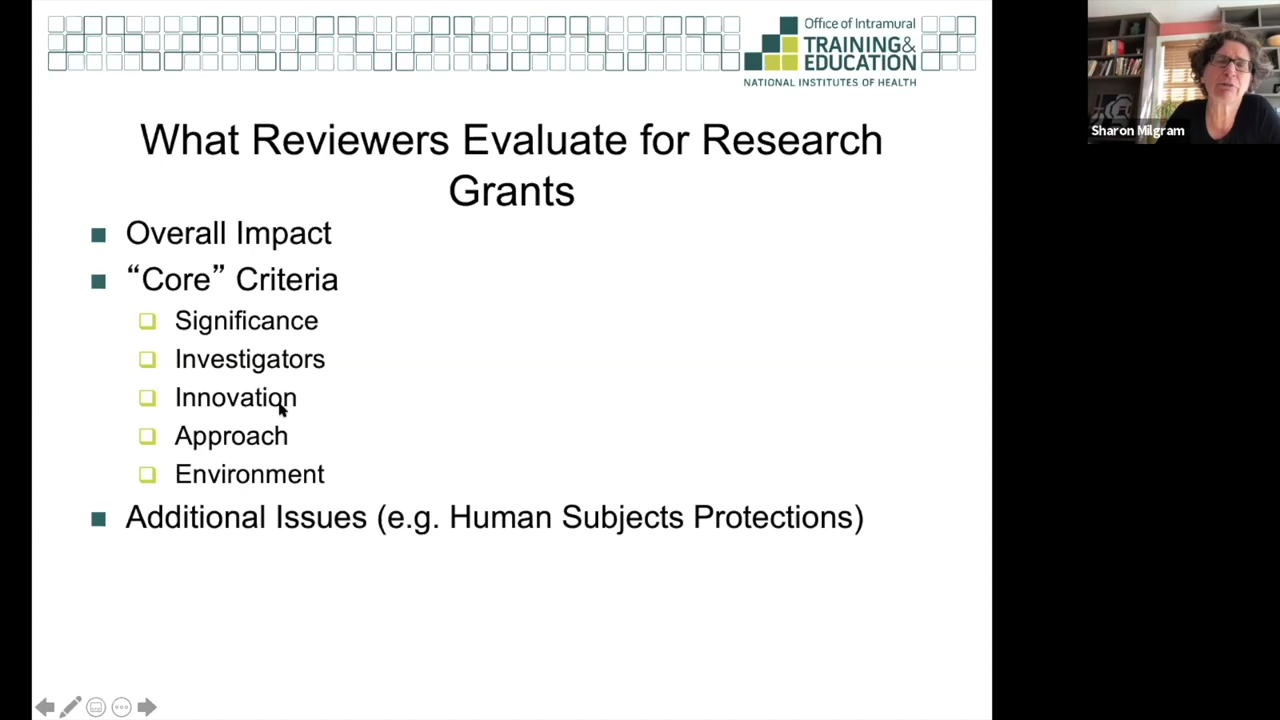 Office of Intramural
TRAINING&
EDUCATION
NATIONAL INSTITUTES OF HEALTH
Sharon Milgram
What Reviewers Evaluate for Research
Grants
Overall Impact
“Core” Criteria
Significance
Investigators
Innovation
Approach
Environment
Additional Issues (e.g. Human Subjects Protections)